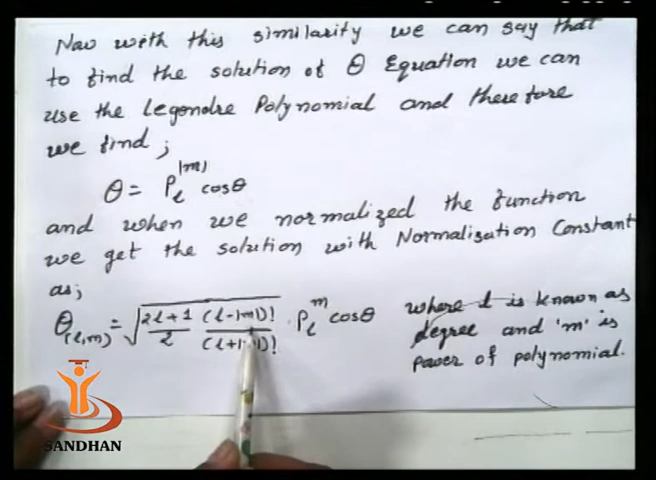 Now with this similarity we can say that
to find the solution of θ Equation we can
use the Legendre Polynomial and therefore
we find;
θ = P_l^|m| cosθ
and when we normalized the function
we get the solution with Normalization Constant
as;
θ(l,m) = √((2l+1)/2 (l-|m|)!/(l+|m|)!) . P_l^m cosθ
where l is known as
degree and 'm' is
power of polynomial.
SANDHAN